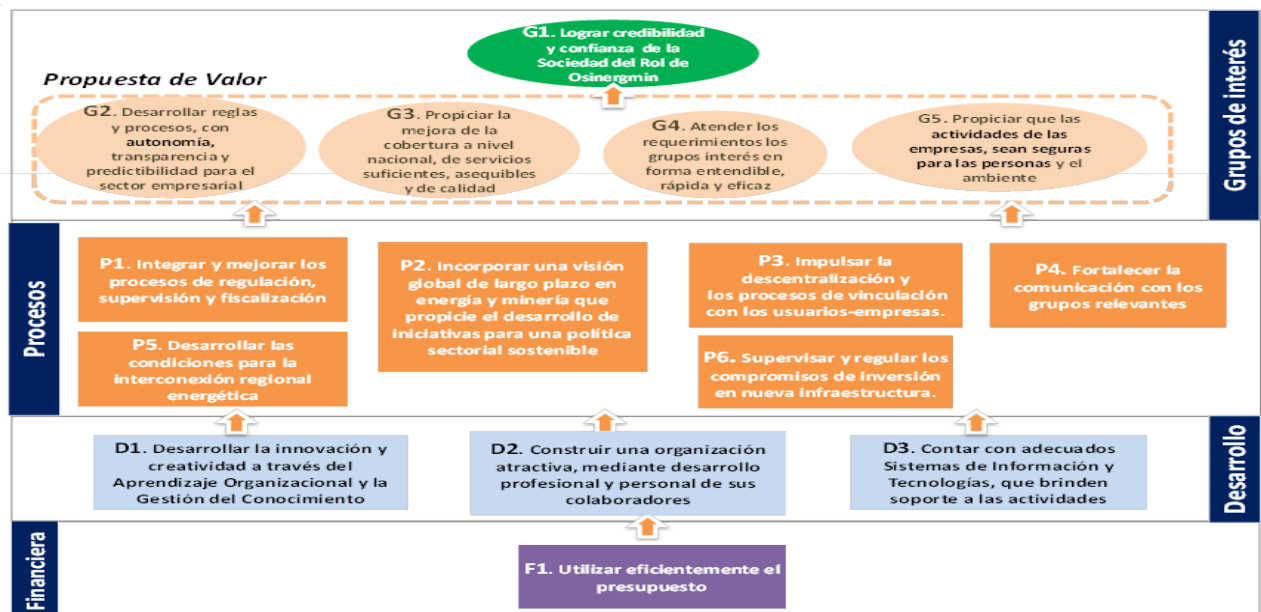 G1. Lograr credibilidad
y confianza de la
Sociedad del Rol de
Osinergmin
Propuesta de Valor
G2. Desarrollar reglas
y procesos, con
autonomía,
transparencia y
predictibilidad para el
sector empresarial
G3. Propiciar la
mejora de la
cobertura a nivel
nacional, de servicios
suficientes, asequibles
y de calidad
G4. Atender los
requerimientos los
grupos interés en
forma entendible,
rápida y eficaz
G5. Propiciar que las
actividades de las
empresas, sean seguras
para las personas y el
ambiente
Grupos de interés
Procesos
P1. Integrar y mejorar los
procesos de regulación,
supervisión y fiscalización
P2. Incorporar una visión
global de largo plazo en
energía y minería que
propicie el desarrollo de
iniciativas para una política
sectorial sostenible
P3. Impulsar la
descentralización y
los procesos de vinculación
con los usuarios-empresas.
P4. Fortalecer la
comunicación con los
grupos relevantes
P5. Desarrollar las
condiciones para la
interconexión regional
energética
P6. Supervisar y regular los
compromisos de inversión
en nueva infraestructura.
D1. Desarrollar la innovación y
creatividad a través del
Aprendizaje Organizacional y la
Gestión del Conocimiento
D2. Construir una organización
atractiva, mediante desarrollo
profesional y personal de sus
colaboradores
D3. Contar con adecuados
Sistemas de Información y
Tecnologías, que brinden
soporte a las actividades
Desarrollo
Financiera
F1. Utilizar eficientemente el
presupuesto